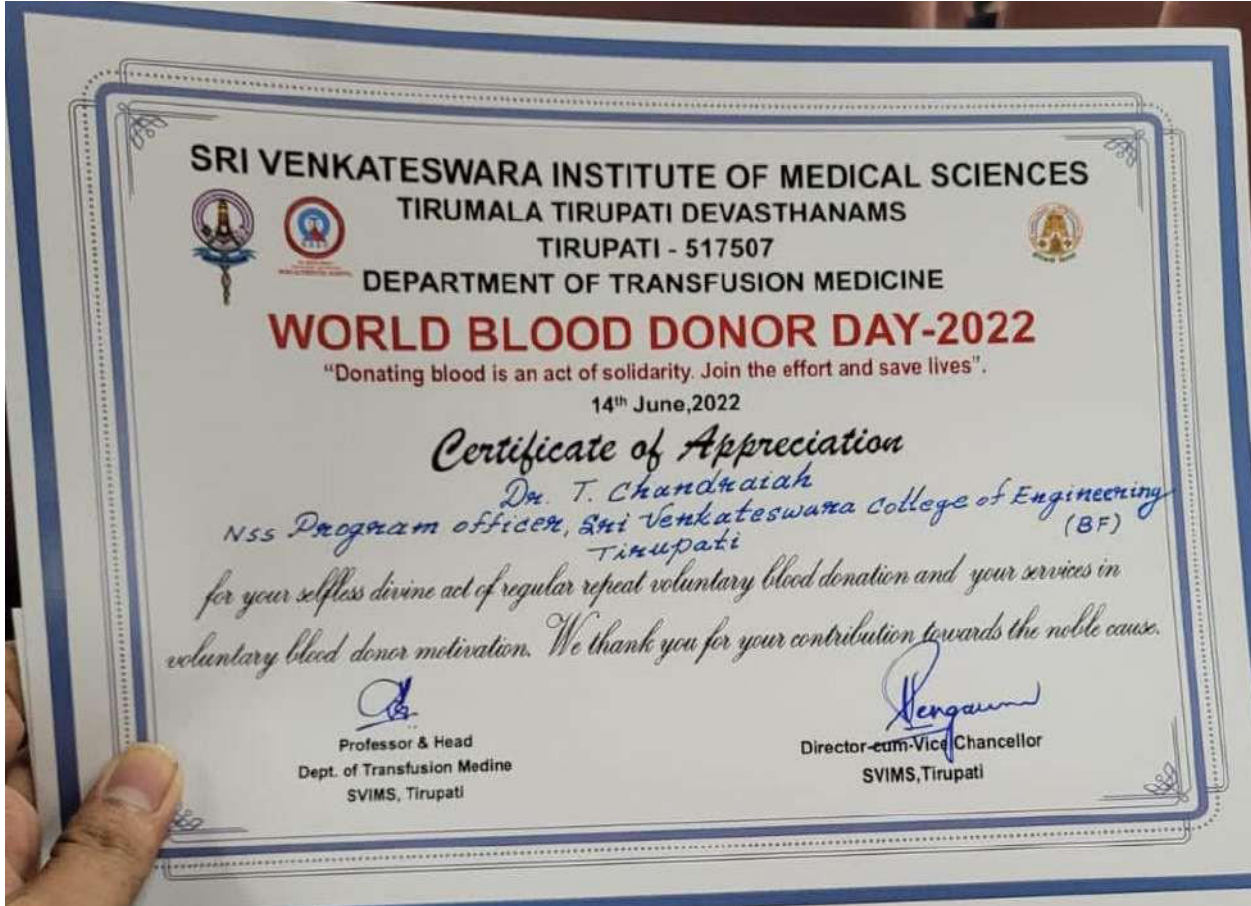 SRI VENKATESWARA INSTITUTE OF MEDICAL SCIENCES
TIRUMALA TIRUPATI DEVASTHANAMS
TIRUPATI - 517507
DEPARTMENT OF TRANSFUSION MEDICINE
WORLD BLOOD DONOR DAY-2022
“Donating blood is an act of solidarity. Join the effort and save lives”.
14th June,2022
Certificate of Appreciation
Dr. T. Chandraiah
NSS Program officer, Sri Venkateswara College of Engineering
(BF)
Tirupati
for your selfless divine act of regular repeat voluntary blood donation and your services in
voluntary blood donor motivation. We thank you for your contribution towards the noble cause.
Professor & Head
Dept. of Transfusion Medine
SVIMS, Tirupati
Director-cum-Vice Chancellor
SVIMS,Tirupati